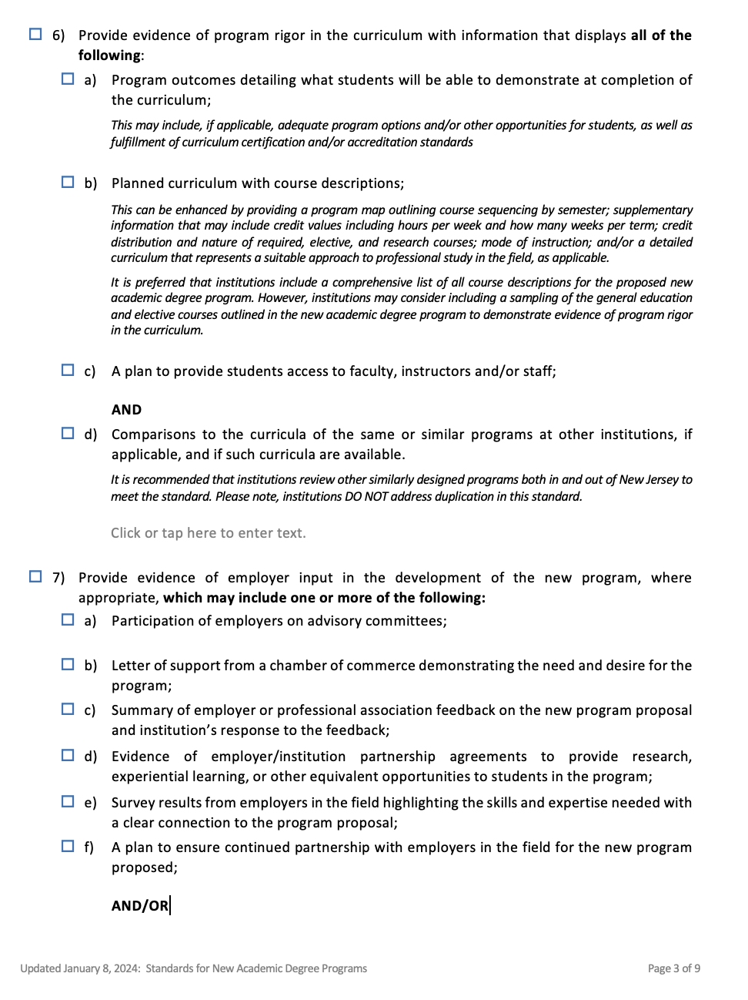 6) Provide evidence of program rigor in the curriculum with information that displays all of the
following:
a) Program outcomes detailing what students will be able to demonstrate at completion of
the curriculum;
This may include, if applicable, adequate program options and/or other opportunities for students, as well as
fulfillment of curriculum certification and/or accreditation standards
b) Planned curriculum with course descriptions;
This can be enhanced by providing a program map outlining course sequencing by semester; supplementary
information that may include credit values including hours per week and how many weeks per term; credit
distribution and nature of required, elective, and research courses; mode of instruction; and/or a detailed
curriculum that represents a suitable approach to professional study in the field, as applicable.
It is preferred that institutions include a comprehensive list of all course descriptions for the proposed new
academic degree program. However, institutions may consider including a sampling of the general education
and elective courses outlined in the new academic degree program to demonstrate evidence of program rigor
in the curriculum.
c) A plan to provide students access to faculty, instructors and/or staff;
AND
d) Comparisons to the curricula of the same or similar programs at other institutions, if
applicable, and if such curricula are available.
It is recommended that institutions review other similarly designed programs both in and out of New Jersey to
meet the standard. Please note, institutions DO NOT address duplication in this standard.
Click or tap here to enter text.
7) Provide evidence of employer input in the development of the new program, where
appropriate, which may include one or more of the following:
a) Participation of employers on advisory committees;
b) Letter of support from a chamber of commerce demonstrating the need and desire for the
program;
c) Summary of employer or professional association feedback on the new program proposal
and institution's response to the feedback;
d) Evidence of employer/institution partnership agreements to provide research,
experiential learning, or other equivalent opportunities to students in the program;
e) Survey results from employers in the field highlighting the skills and expertise needed with
a clear connection to the program proposal;
f) A plan to ensure continued partnership with employers in the field for the new program
proposed;
AND/OR
Updated January 8, 2024: Standards for New Academic Degree Programs Page 3 of 9